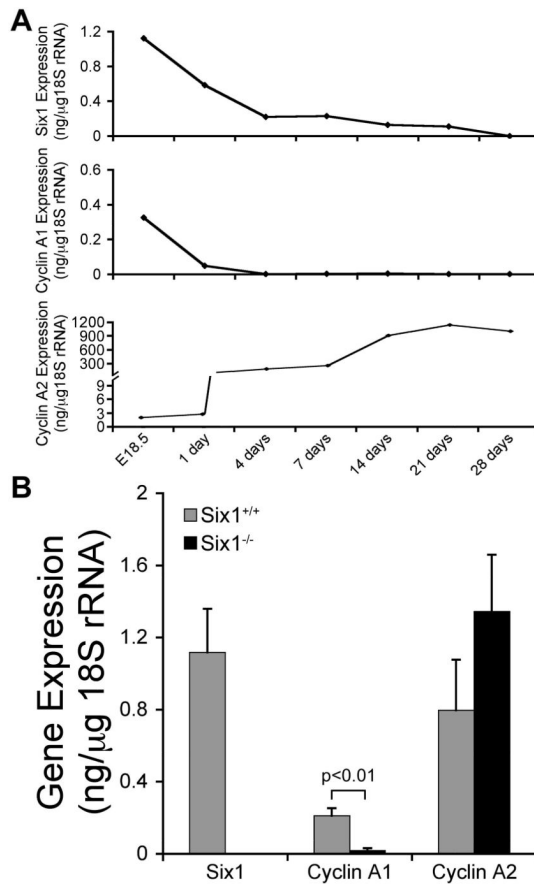 A
Six1 Expression
(ng/μg18S rRNA)
1.2
0.8
0.4
0
Cyclin A1 Expression
(ng/μg18S rRNA)
0.6
0.4
0.2
0
Cyclin A2 Expression
(ng/μg18S rRNA)
1200
900
600
300
9
6
3
0
E18.5
1 day
4 days
7 days
14 days
21 days
28 days
B
Gene Expression
(ng/μg 18S rRNA)
2
1.6
1.2
0.8
0.4
0
Six1+/+
Six1-/-
p<0.01
Six1
Cyclin A1
Cyclin A2